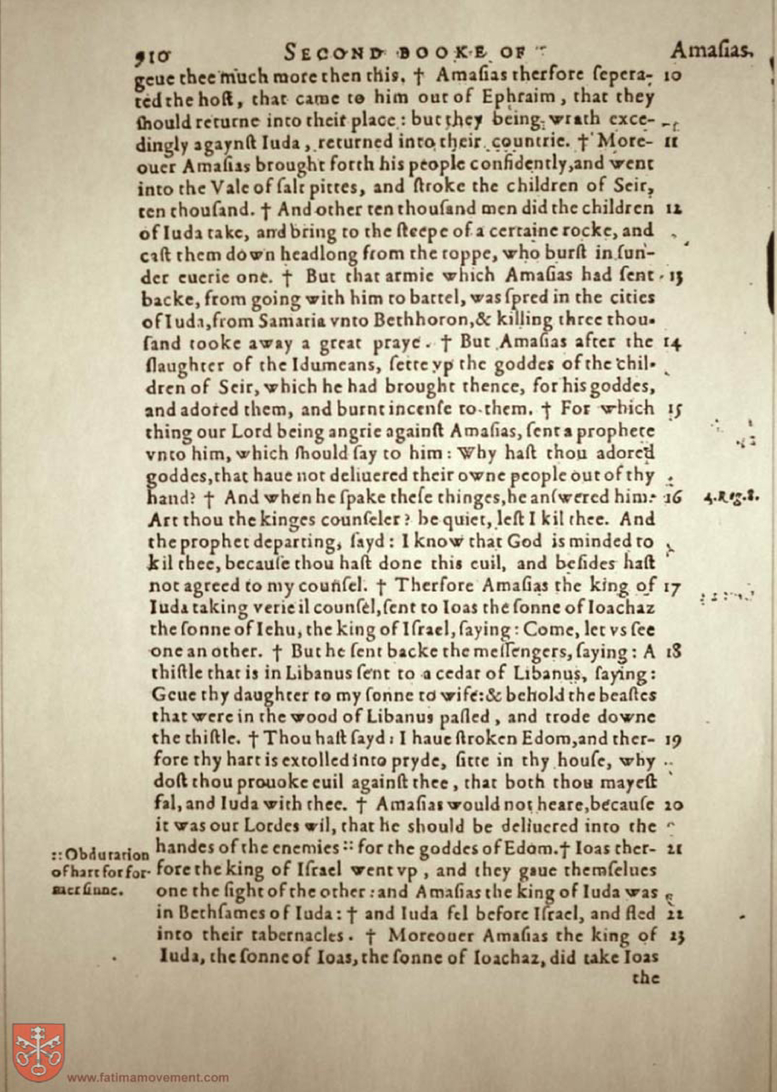 910 SECOND BOOKE OF Amaſias.
geue thee much more then this. † Amaſias therfore ſepera- 10
ted the hoſt, that came to him out of Ephraim, that they
ſhould returne into their place: but they being wrath exce-
dingly agaynſt Iuda, returned into their countrie. † More- 11
ouer Amaſias brought forth his people confidently, and went
into the Vale of ſalt pittes, and ſtroke the children of Seir,
ten thouſand. † And other ten thouſand men did the children 12
of Iuda take, and bring to the ſteepe of a certaine rocke, and
caſt them down headlong from the toppe, who burſt in ſun-
der euerie one. † But that armie which Amaſias had ſent 13
backe, from going with him to battel, was ſpred in the cities
of Iuda, from Samaria vnto Bethhoron, & killing three thou-
ſand tooke away a great praye. † But Amaſias after the 14
ſlaughter of the Idumeans, ſette vp the goddes of the chil-
dren of Seir, which he had brought thence, for his goddes,
and adored them, and burnt incenſe to them. † For which 15
thing our Lord being angrie againſt Amaſias, ſent a prophete
vnto him, which ſhould ſay to him: Why haſt thou adored
goddes, that haue not deliuered their owne people out of thy
hand? † And when he ſpake theſe thinges, he anſwered him: 16 4.Reg.8.
Art thou the kinges counſeler? be quiet, leſt I kil thee. And
the prophet departing, ſayd: I know that God is minded to
kil thee, becauſe thou haſt done this euil, and beſides haſt
not agreed to my counſel. † Therfore Amaſias the king of 17
Iuda taking verie il counſel, ſent to Ioas the ſonne of Ioachaz
the ſonne of Iehu, the king of Iſrael, ſaying: Come, let vs ſee
one an other. † But he ſent backe the meſſengers, ſaying: A 18
thiſtle that is in Libanus ſent to a cedar of Libanus, ſaying:
Geue thy daughter to my ſonne to wife: & behold the beaſtes
that were in the wood of Libanus paſſed, and trode downe
the thiſtle. † Thou haſt ſayd: I haue ſtroken Edom, and ther- 19
fore thy hart is extolled into pryde, ſitte in thy houſe, why
doſt thou prouoke euil againſt thee, that both thou mayeſt
fal, and Iuda with thee. † Amaſias would not heare, becauſe 20
it was our Lordes wil, that he should be deliuered into the
handes of the enemies :: for the goddes of Edom. † Ioas ther- 21
fore the king of Iſrael went vp, and they gaue themſelues
one the ſight of the other: and Amaſias the king of Iuda was
in Bethſames of Iuda: † and Iuda fel before Iſrael, and fled 22
into their tabernacles. † Moreouer Amaſias the king of 23
Iuda, the ſonne of Ioas, the ſonne of Ioachaz, did take Ioas
the
:: Obduration
of hart for for-
mer ſinne.
www.fatimamovement.com